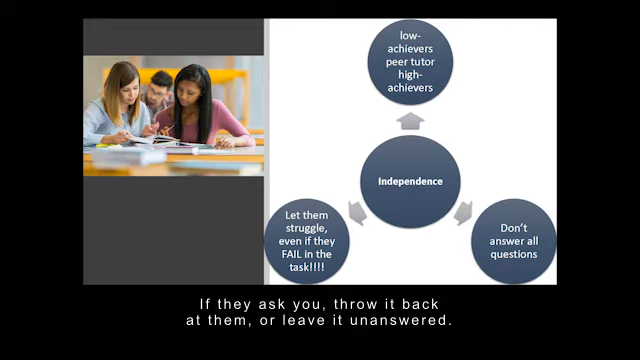 low-
achievers
peer tutor
high-
achievers
Independence
Let them
struggle,
even if they
FAIL in the
task!!!!
Don't
answer all
questions
If they ask you, throw it back
at them, or leave it unanswered.